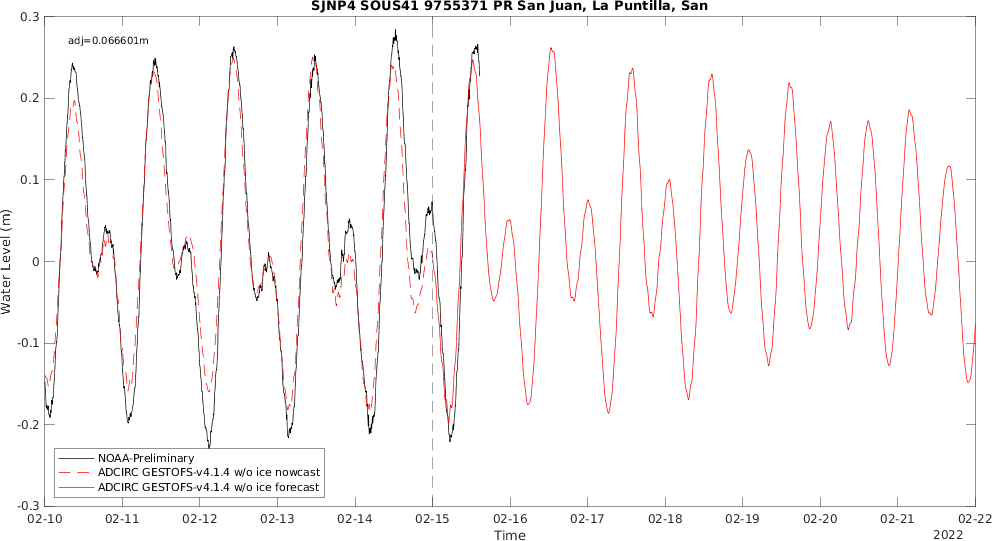 SJNP4 SOUS41 9755371 PR San Juan, La Puntilla, San
adj=0.066601m
Water Level (m)
0.3
0.2
0.1
0
-0.1
-0.2
-0.3
NOAA-Preliminary
ADCIRC GESTOFS-v4.1.4 w/o ice nowcast
ADCIRC GESTOFS-v4.1.4 w/o ice forecast
02-10 02-11 02-12 02-13 02-14 02-15 02-16 02-17 02-18 02-19 02-20 02-21 02-22
Time
2022